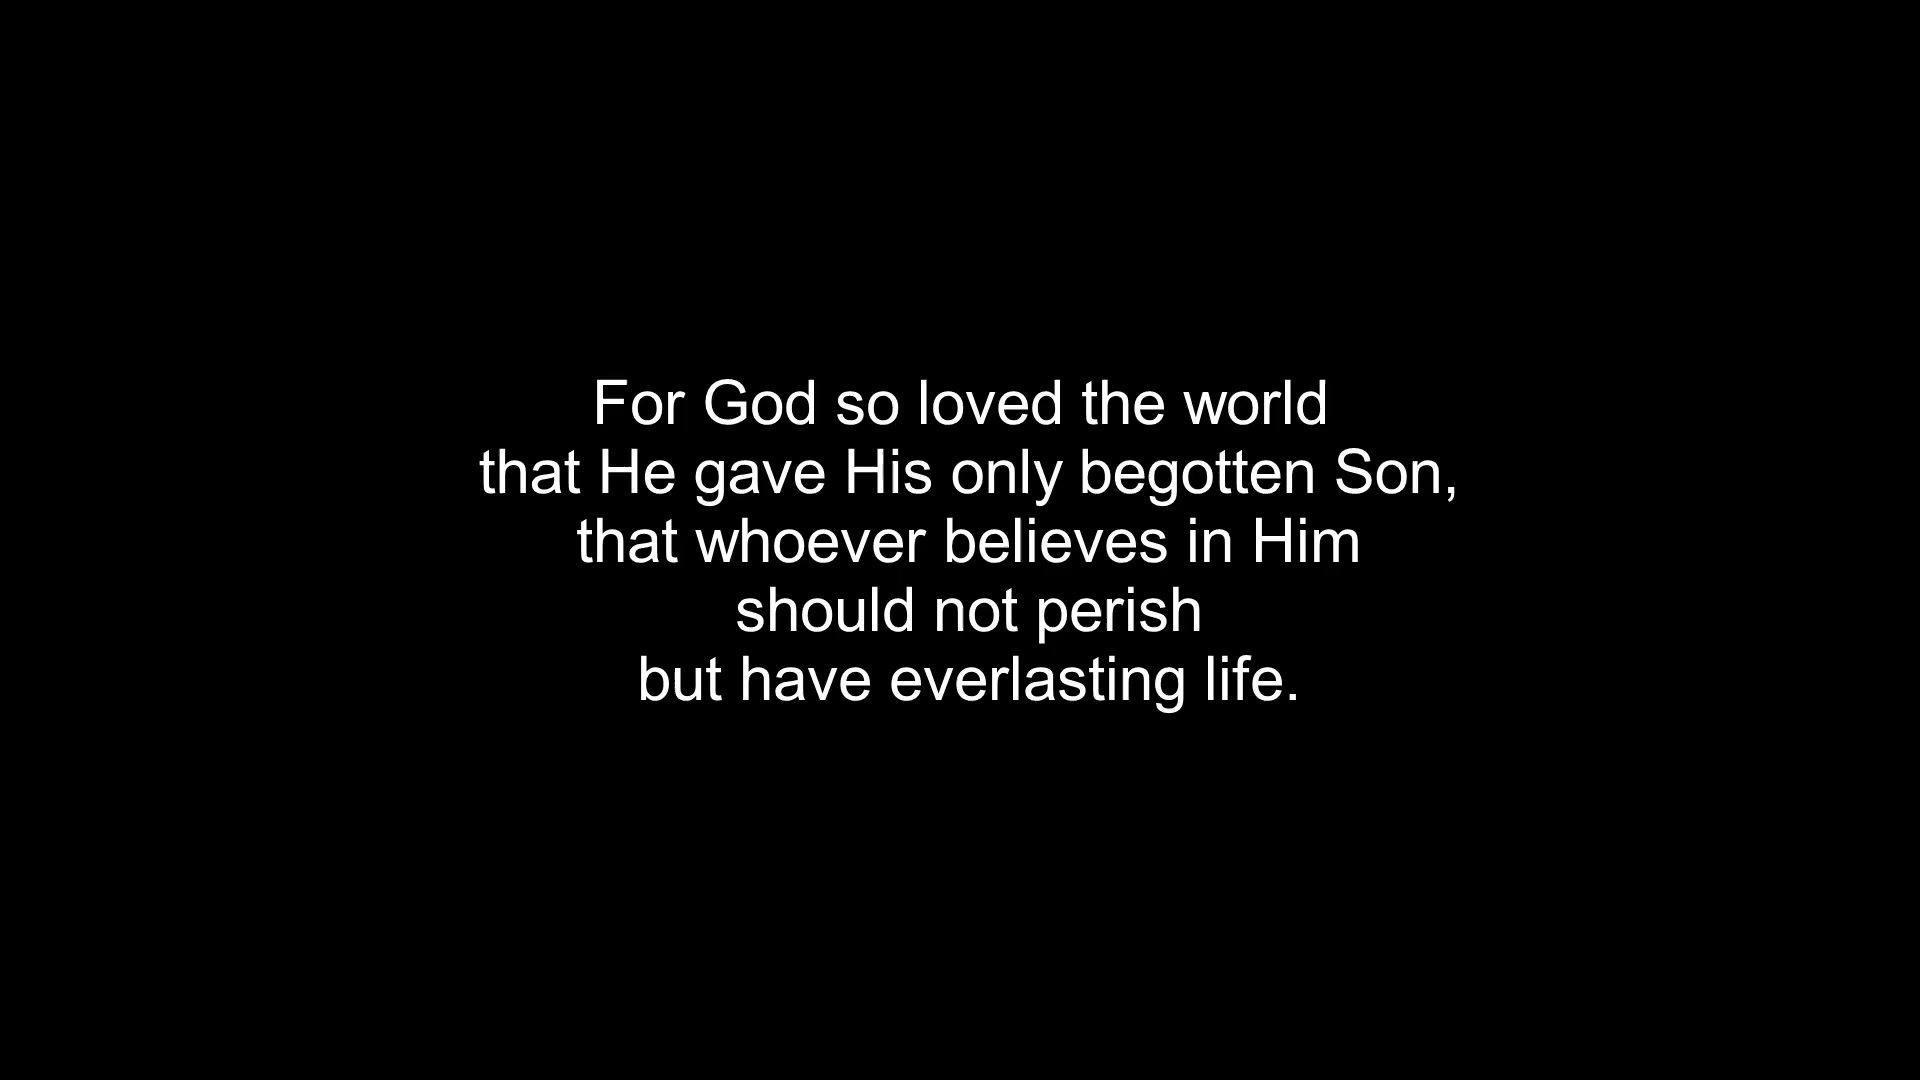 For God so loved the world
that He gave His only begotten Son,
that whoever believes in Him
should not perish
but have everlasting life.